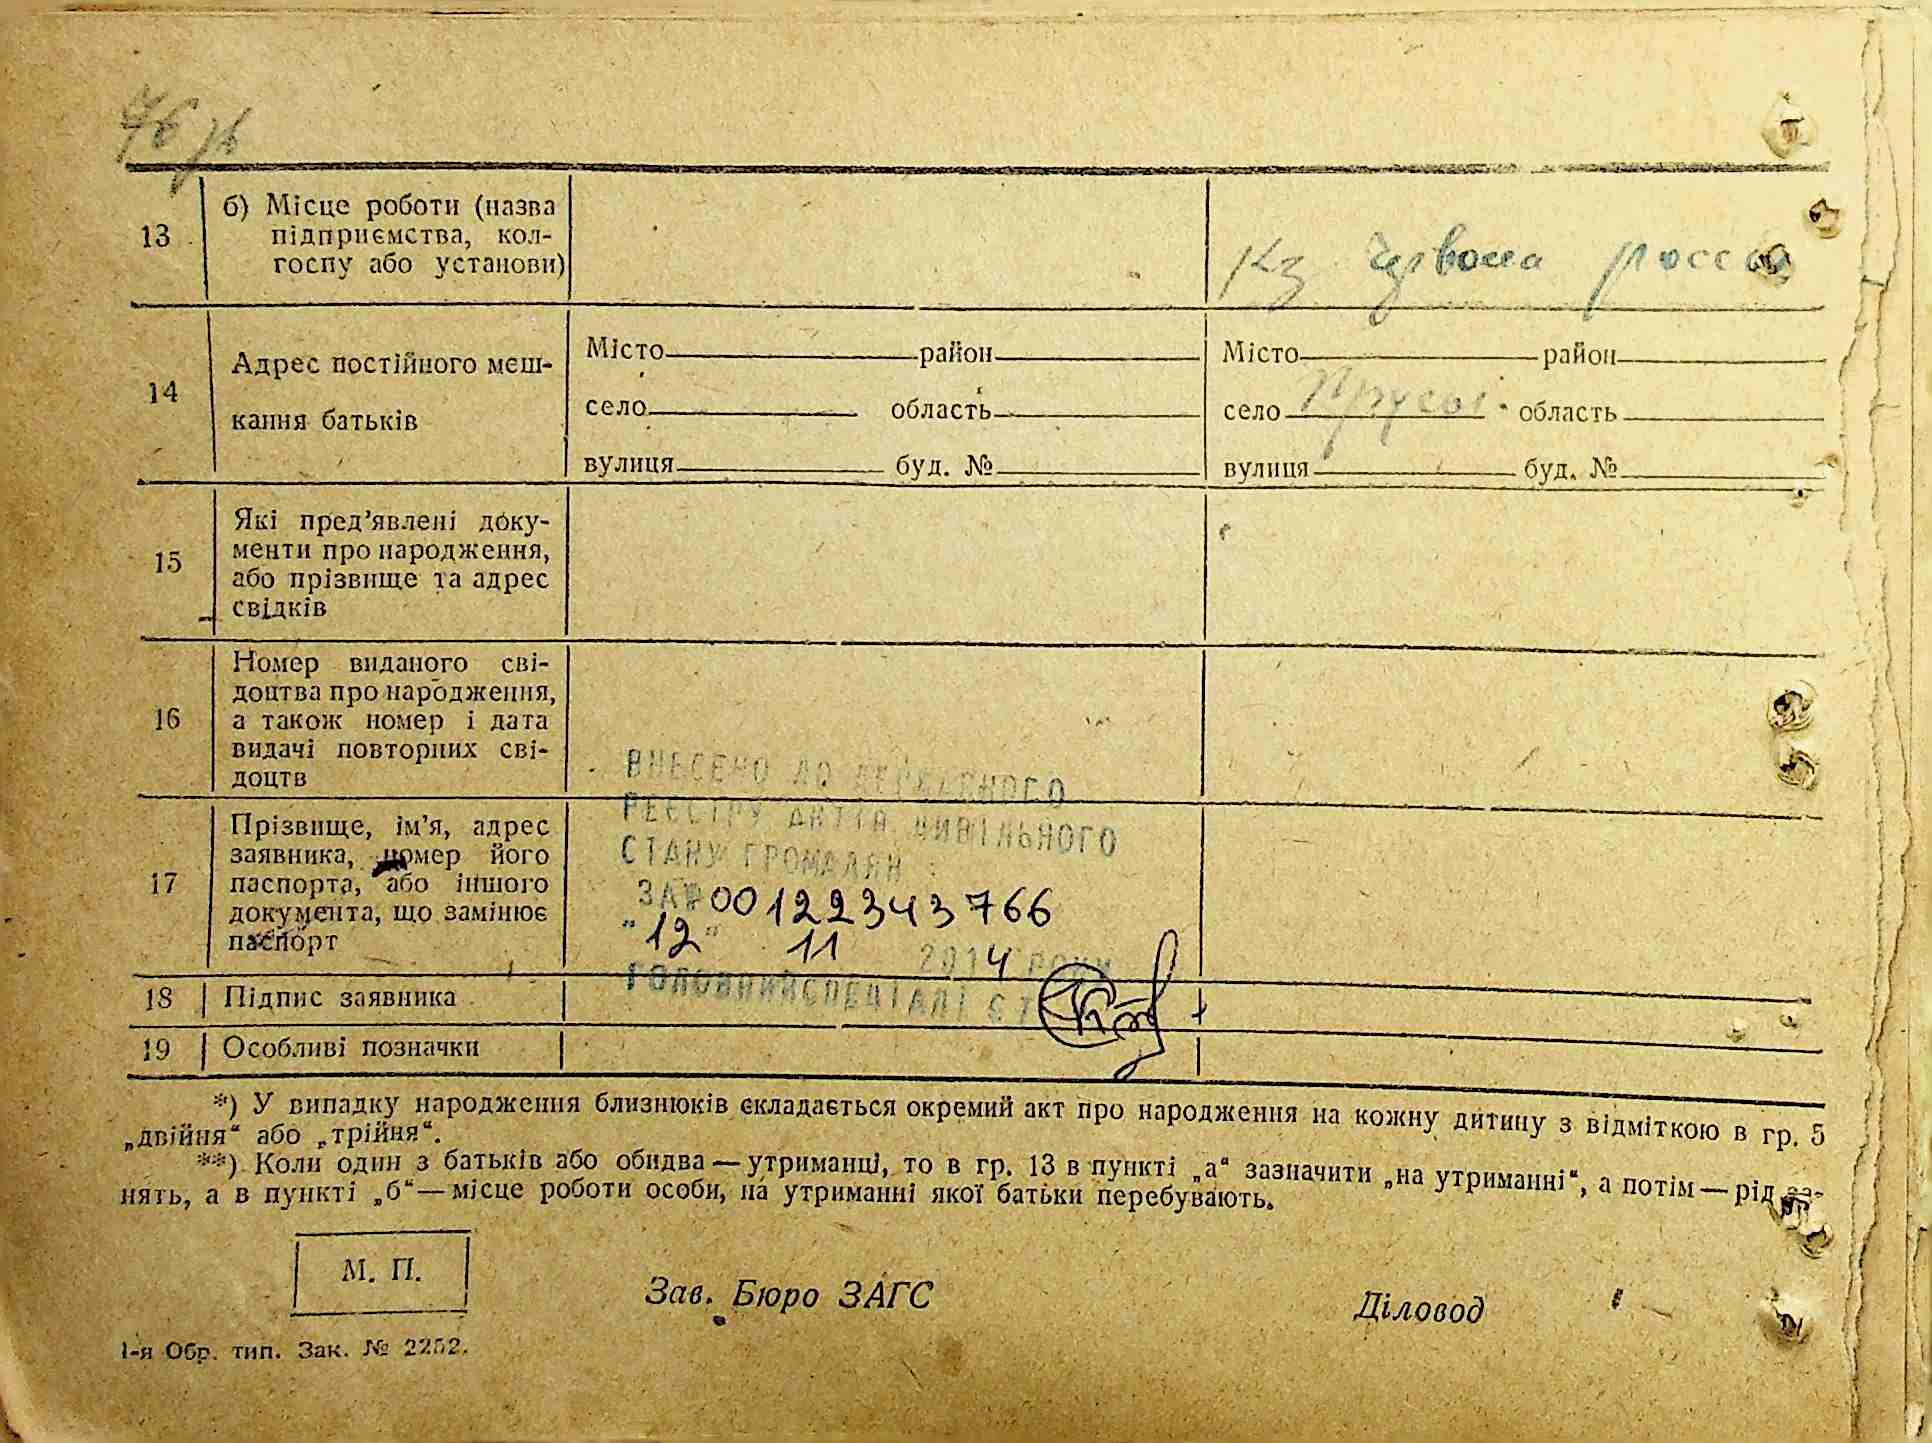 13
б) Місце роботи (назва
підприємства, кол-
госпу або установи)
Кз Червона россия
14
Адрес постійного меш-
кання батьків
Місто район
село область
вулиця буд. №
Місто район
село область
вулиця буд. №
15
Які пред’явлені доку-
менти про народження,
або прізвище та адрес
свідків
16
Номер виданого сві-
доцтва про народження,
а також номер і дата
видачі повторних сві-
доцтв
17
Прізвище, ім’я, адрес
заявника, номер його
паспорта, або іншого
документа, що замінює
паспорт
ВНЕСЕНО ДО ДЕРЖАВНОГО
РЕЄСТРУ АКТІВ ЦИВІЛЬНОГО
СТАНУ ГРОМАДЯН
ЗА № 00122343766
"12" 11 2014 РОКУ
ГОЛОВНИЙ СПЕЦІАЛІСТ
18 Підпис заявника
19 Особливі позначки
*) У випадку народження близнюків складається окремий акт про народження на кожну дитину з відміткою в гр. 5
„двійня“ або „трійня“.
**) Коли один з батьків або обидва — утриманці, то в гр. 13 в пункті „а“ зазначити „на утриманні“, а потім — рід за-
нять, а в пункті „б“ — місце роботи особи, на утриманні якої батьки перебувають.
М. П.
Зав. Бюро ЗАГС
Діловод
1-я Обр. тип. Зак. № 2252.